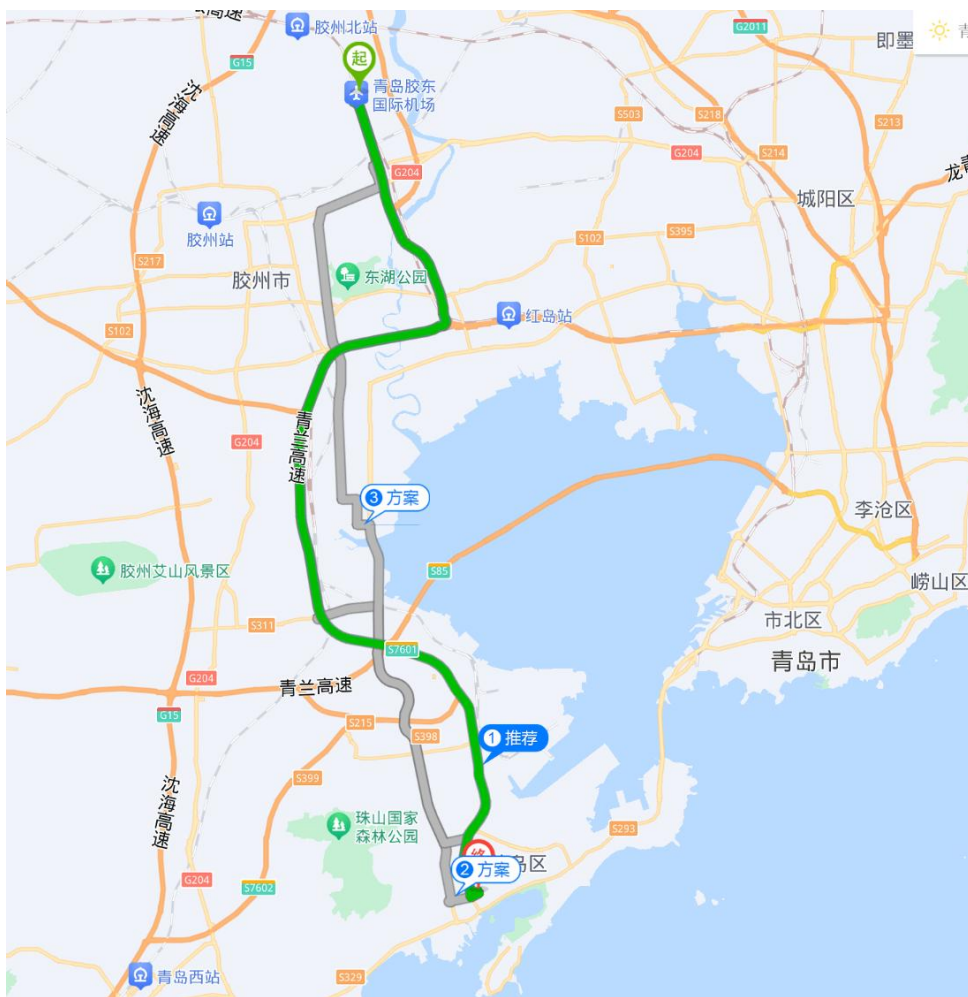 胶州北站
G2011
即墨
青
G15
起
青岛胶东
国际机场
沈海高速
S503
S218
S213
G204
S214
G204
龙青
城阳区
胶州站
S102
S395
S217
胶州市
东湖公园
红岛站
S102
沈海高速
G204
青兰高速
3 方案
李沧区
胶州艾山风景区
S85
崂山区
市北区
S311
S7601
青岛市
G204
青兰高速
G15
S215
S398
1 推荐
S399
沈海高速
珠山国家
森林公园
S293
终
2 方案
岛区
G204
S7602
青岛西站
S329